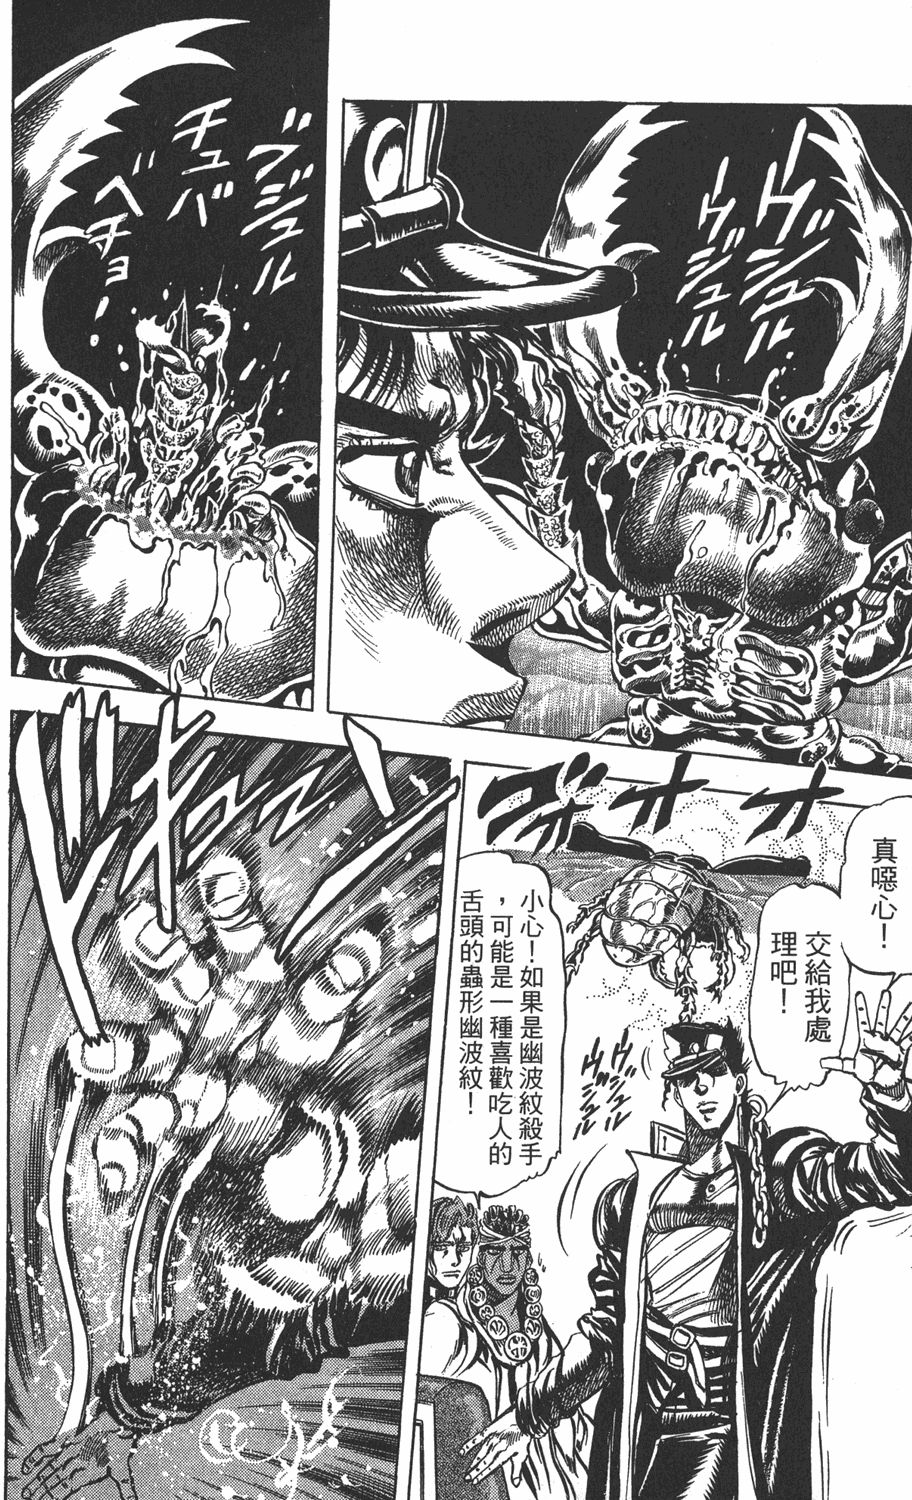 ヴジュル
ヴジュル
ブジュル
チュバ
ベチョー
真噁心！
交給我處
理吧！
ブオオオ
小心！如果是幽波紋殺手
，可能是一種喜歡吃人的
舌頭的蟲形幽波紋！
ヴジュル
ヴジュル
ドギュン